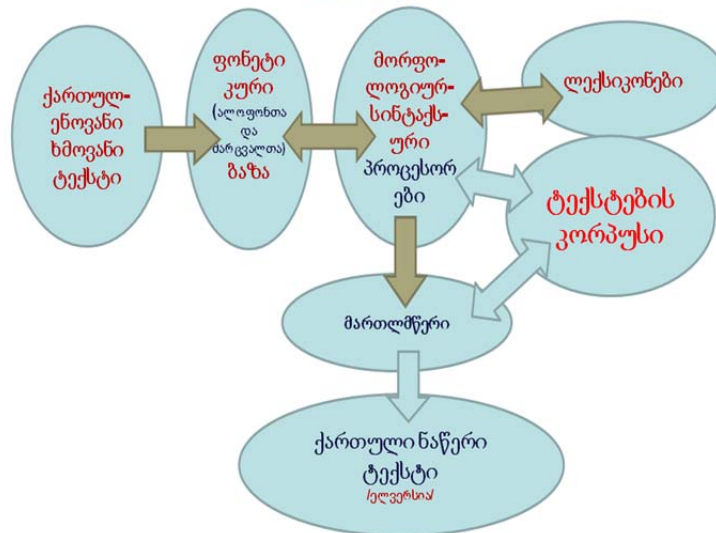 ქართულ-
ენოვანი
ხმოვანი
ტექსტი
ფონეტი
კური
(ალოფონთა
და
მარცვალთა)
ბაზა
მორფო-
ლოგიურ-
სინტაქს-
ური
პროცესორ
ები
ლექსიკონები
ტექსტების
კორპუსი
მართლმწერი
ქართული ნაწერი
ტექსტი
/ელვერსია/